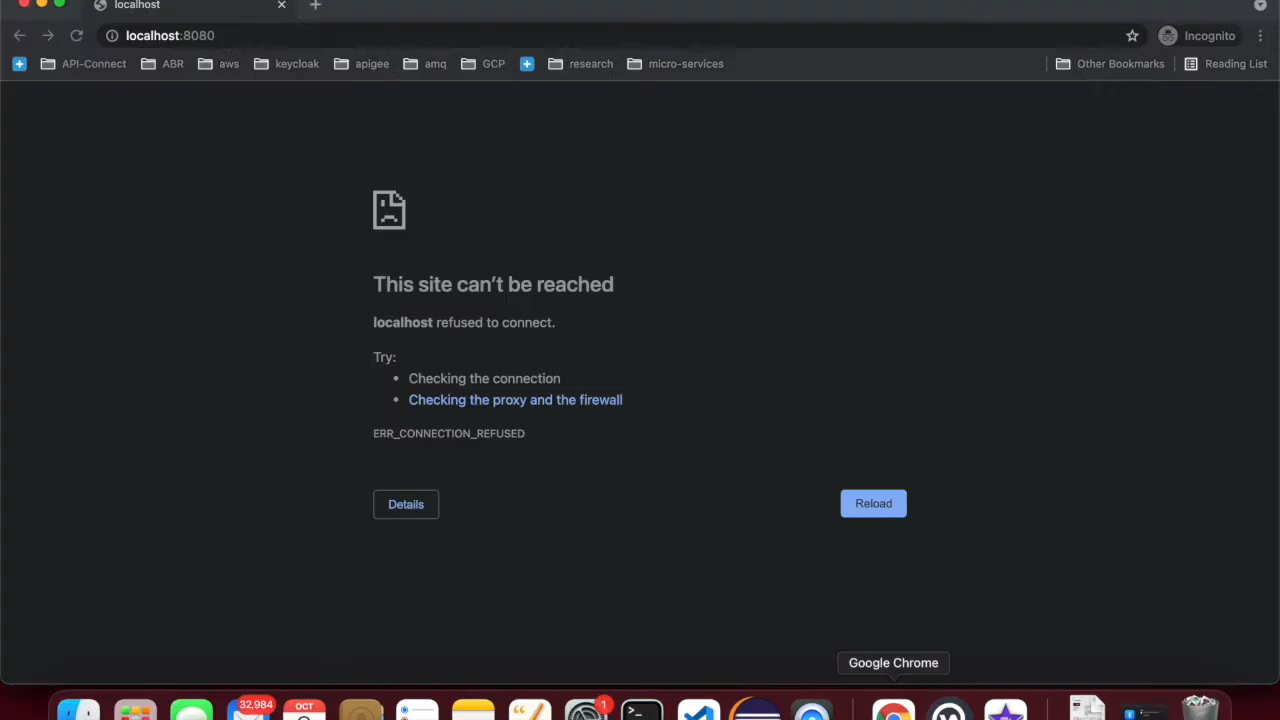 localhost
localhost:8080
Incognito
API-Connect
ABR
aws
keycloak
apigee
amq
GCP
research
micro-services
Other Bookmarks
Reading List
This site can't be reached
localhost refused to connect.
Try:
• Checking the connection
• Checking the proxy and the firewall
ERR_CONNECTION_REFUSED
Details
Reload
Google Chrome
32,984
OCT
1